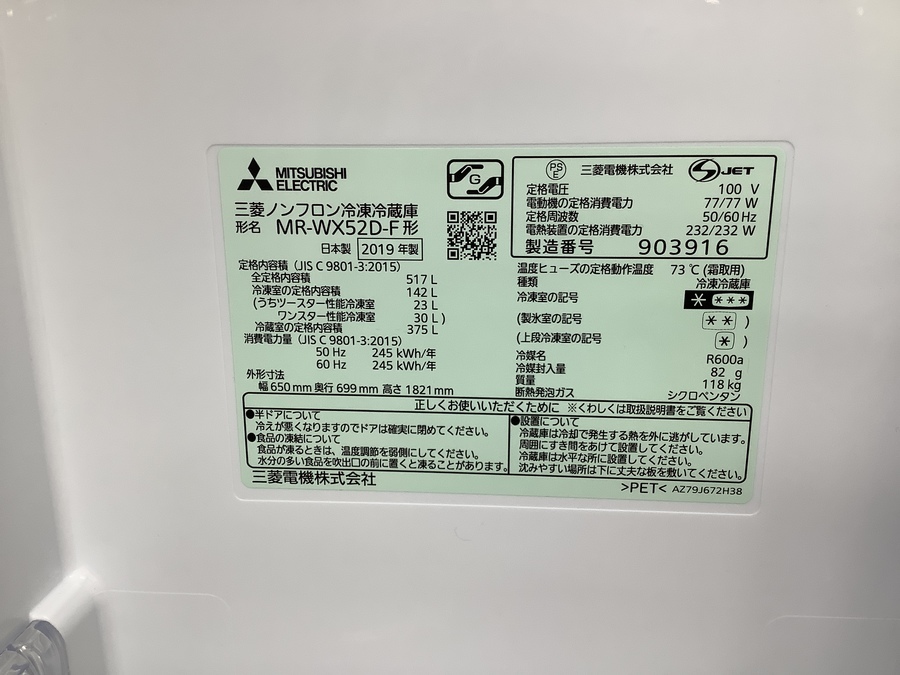 MITSUBISHI
ELECTRIC
G
三菱ノンフロン冷凍冷蔵庫
形名 MR-WX52D-F形
日本製 2019年製
定格内容積 (JIS C 9801-3:2015)
全定格内容積 517 L
冷凍室の定格内容積 142 L
(うちツースター性能冷凍室 23 L
ワンスター性能冷凍室 30 L )
冷蔵室の定格内容積 375 L
消費電力量 (JIS C 9801-3:2015)
50 Hz 245 kWh/年
60 Hz 245 kWh/年
外形寸法
幅 650mm 奥行 699mm 高さ 1821mm
PSE 三菱電機株式会社 JET
定格電圧 100 V
電動機の定格消費電力 77/77 W
定格周波数 50/60 Hz
電熱装置の定格消費電力 232/232 W
製造番号 903916
温度ヒューズの定格動作温度 73℃(霜取用)
種類 冷凍冷蔵庫
冷凍室の記号 * ***
(製氷室の記号 ** )
(上段冷凍室の記号 * )
冷媒名 R600a
冷媒封入量 82 g
質量 118 kg
断熱発泡ガス シクロペンタン
正しくお使いいただくために ※くわしくは取扱説明書をご覧ください
●半ドアについて
冷えが悪くなりますのでドアは確実に閉めてください。
●食品の凍結について
食品が凍るときは、温度調節を弱側にしてください。
水分の多い食品を吹出口の前に置くと凍ることがあります。
●設置について
冷蔵庫は冷却で発生する熱を外に逃がしています。
周囲にすき間をあけて設置してください。
冷蔵庫は水平な所に設置してください。
沈みやすい場所は下に丈夫な板を敷いてください。
三菱電機株式会社
>PET< AZ79J672H38